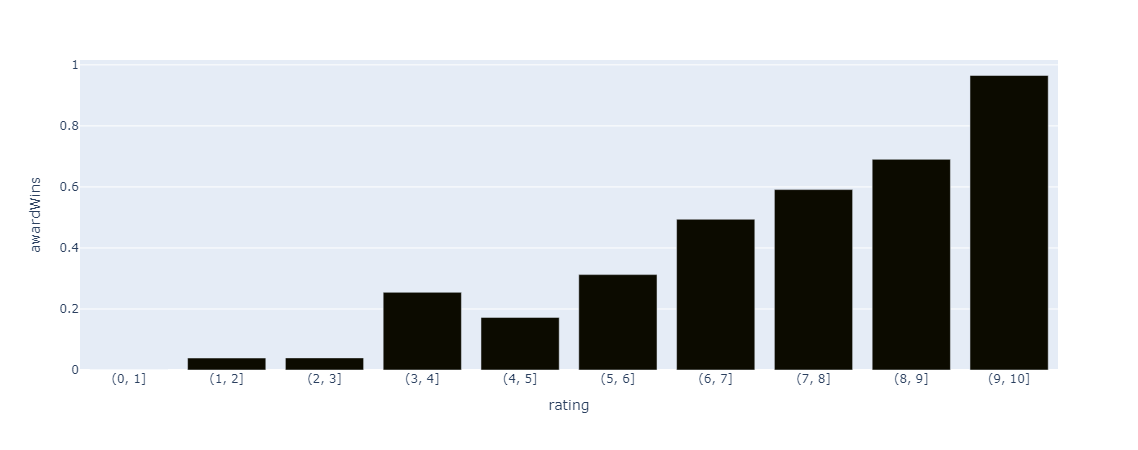 1
0.8
0.6
0.4
0.2
0
awardWins
(0, 1] (1, 2] (2, 3] (3, 4] (4, 5] (5, 6] (6, 7] (7, 8] (8, 9] (9, 10]
rating